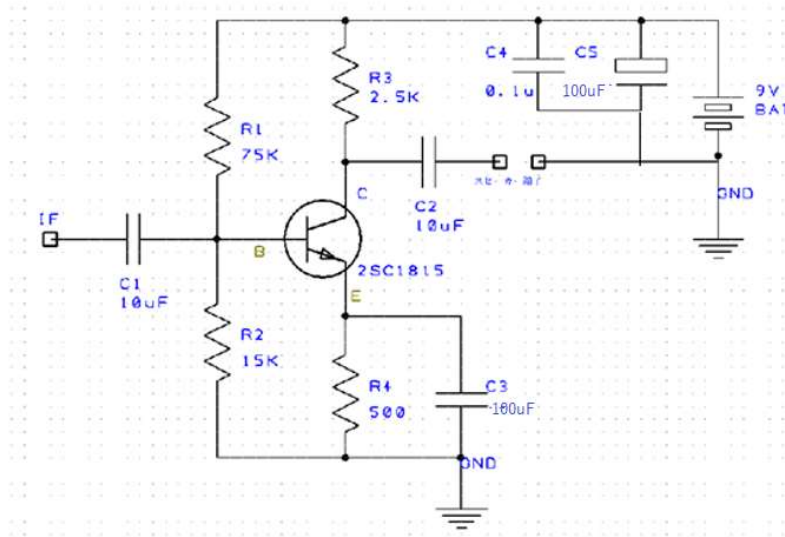 C4
C5
0.1u
100uF
9V
R3
2.5K
R1
75K
C
C2
10uF
GND
IF
B
2SC1815
C1
10uF
E
R2
15K
R4
500
C3
100uF
GND